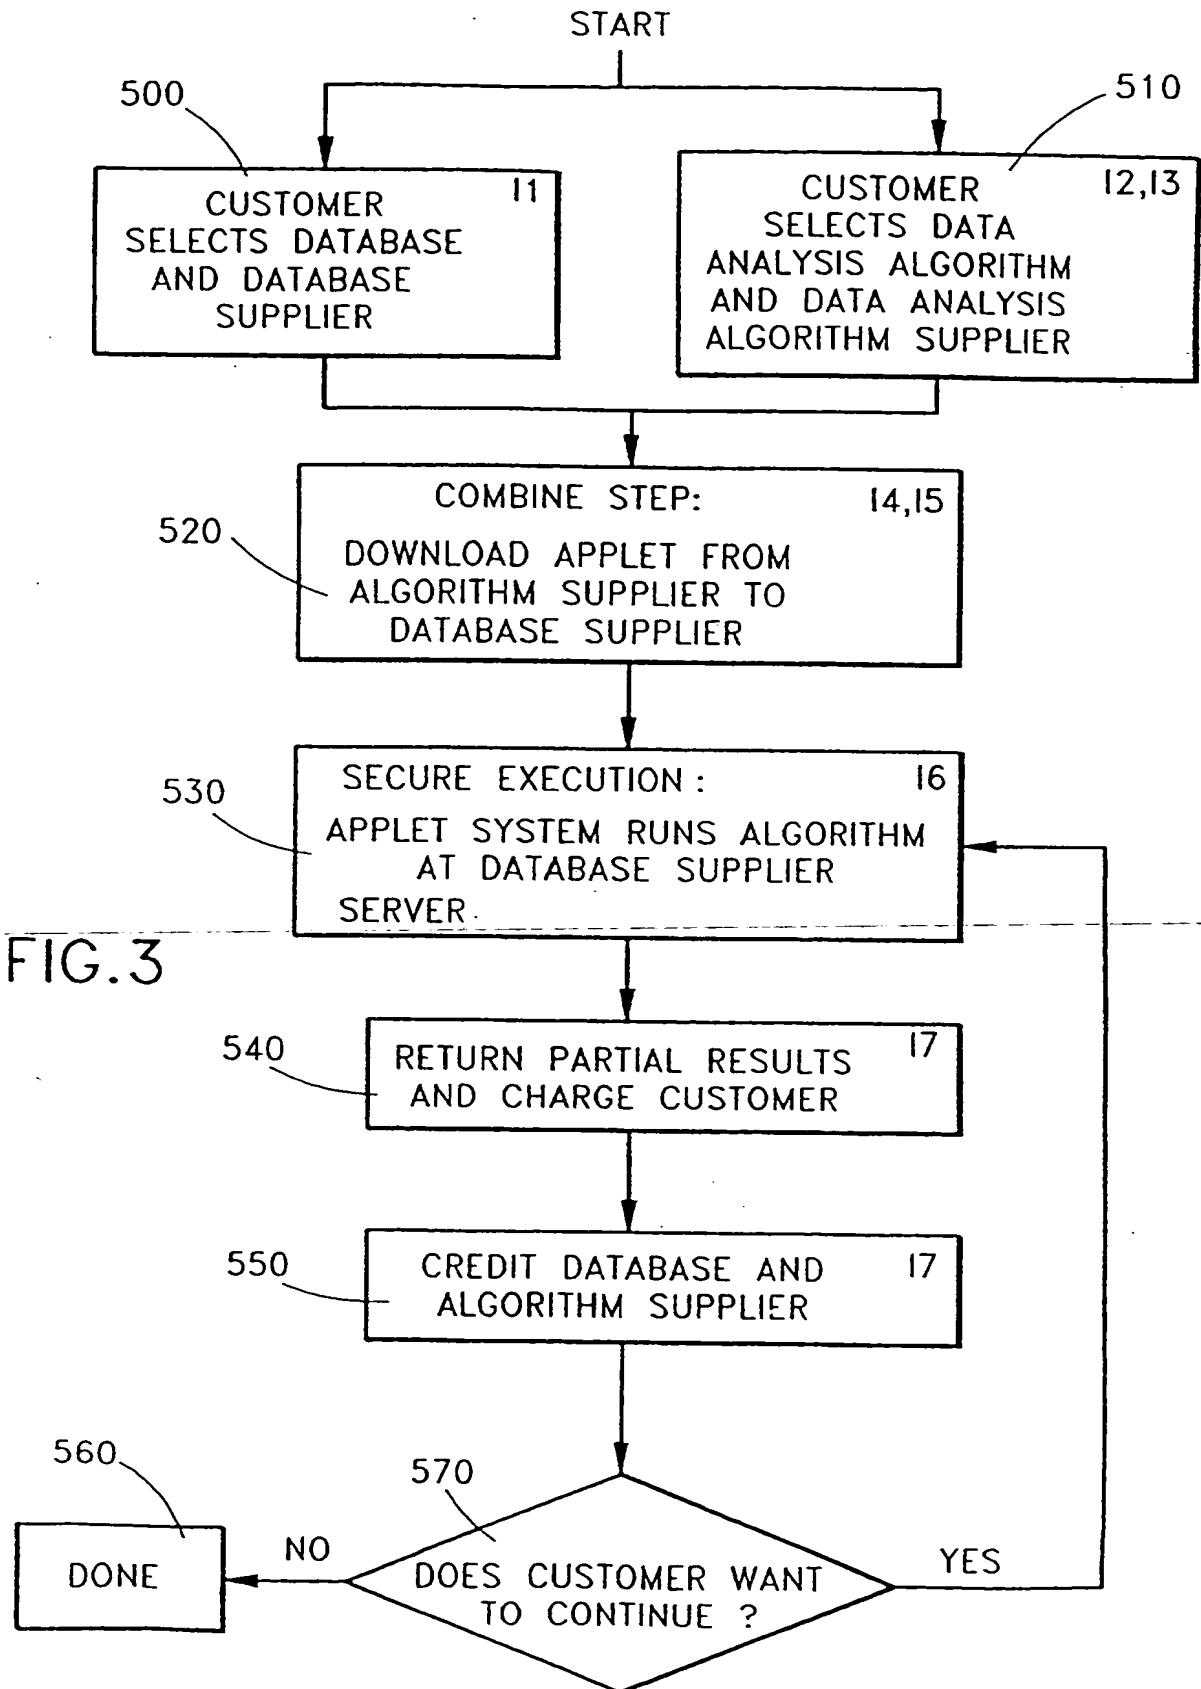 START
500
510
11
CUSTOMER
SELECTS DATABASE
AND DATABASE
SUPPLIER
12,13
CUSTOMER
SELECTS DATA
ANALYSIS ALGORITHM
AND DATA ANALYSIS
ALGORITHM SUPPLIER
520
COMBINE STEP:
14,15
DOWNLOAD APPLET FROM
ALGORITHM SUPPLIER TO
DATABASE SUPPLIER
530
SECURE EXECUTION:
16
APPLET SYSTEM RUNS ALGORITHM
AT DATABASE SUPPLIER
SERVER
FIG.3
540
17
RETURN PARTIAL RESULTS
AND CHARGE CUSTOMER
550
17
CREDIT DATABASE AND
ALGORITHM SUPPLIER
560
570
DONE
NO
DOES CUSTOMER WANT
TO CONTINUE ?
YES